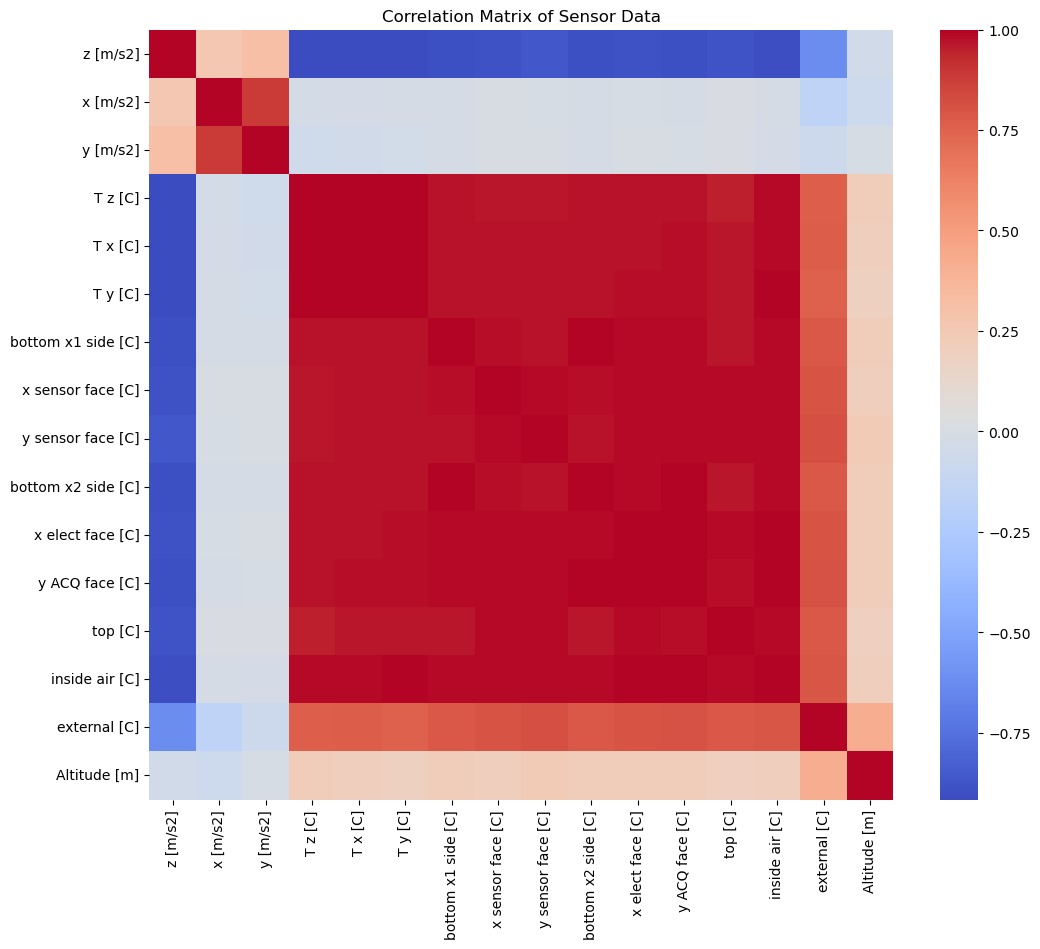 Correlation Matrix of Sensor Data
z [m/s2]
x [m/s2]
y [m/s2]
T z [C]
T x [C]
T y [C]
bottom x1 side [C]
x sensor face [C]
y sensor face [C]
bottom x2 side [C]
x elect face [C]
y ACQ face [C]
top [C]
inside air [C]
external [C]
Altitude [m]
z [m/s2]
x [m/s2]
y [m/s2]
T z [C]
T x [C]
T y [C]
bottom x1 side [C]
x sensor face [C]
y sensor face [C]
bottom x2 side [C]
x elect face [C]
y ACQ face [C]
top [C]
inside air [C]
external [C]
Altitude [m]
1.00
0.75
0.50
0.25
0.00
−0.25
−0.50
−0.75